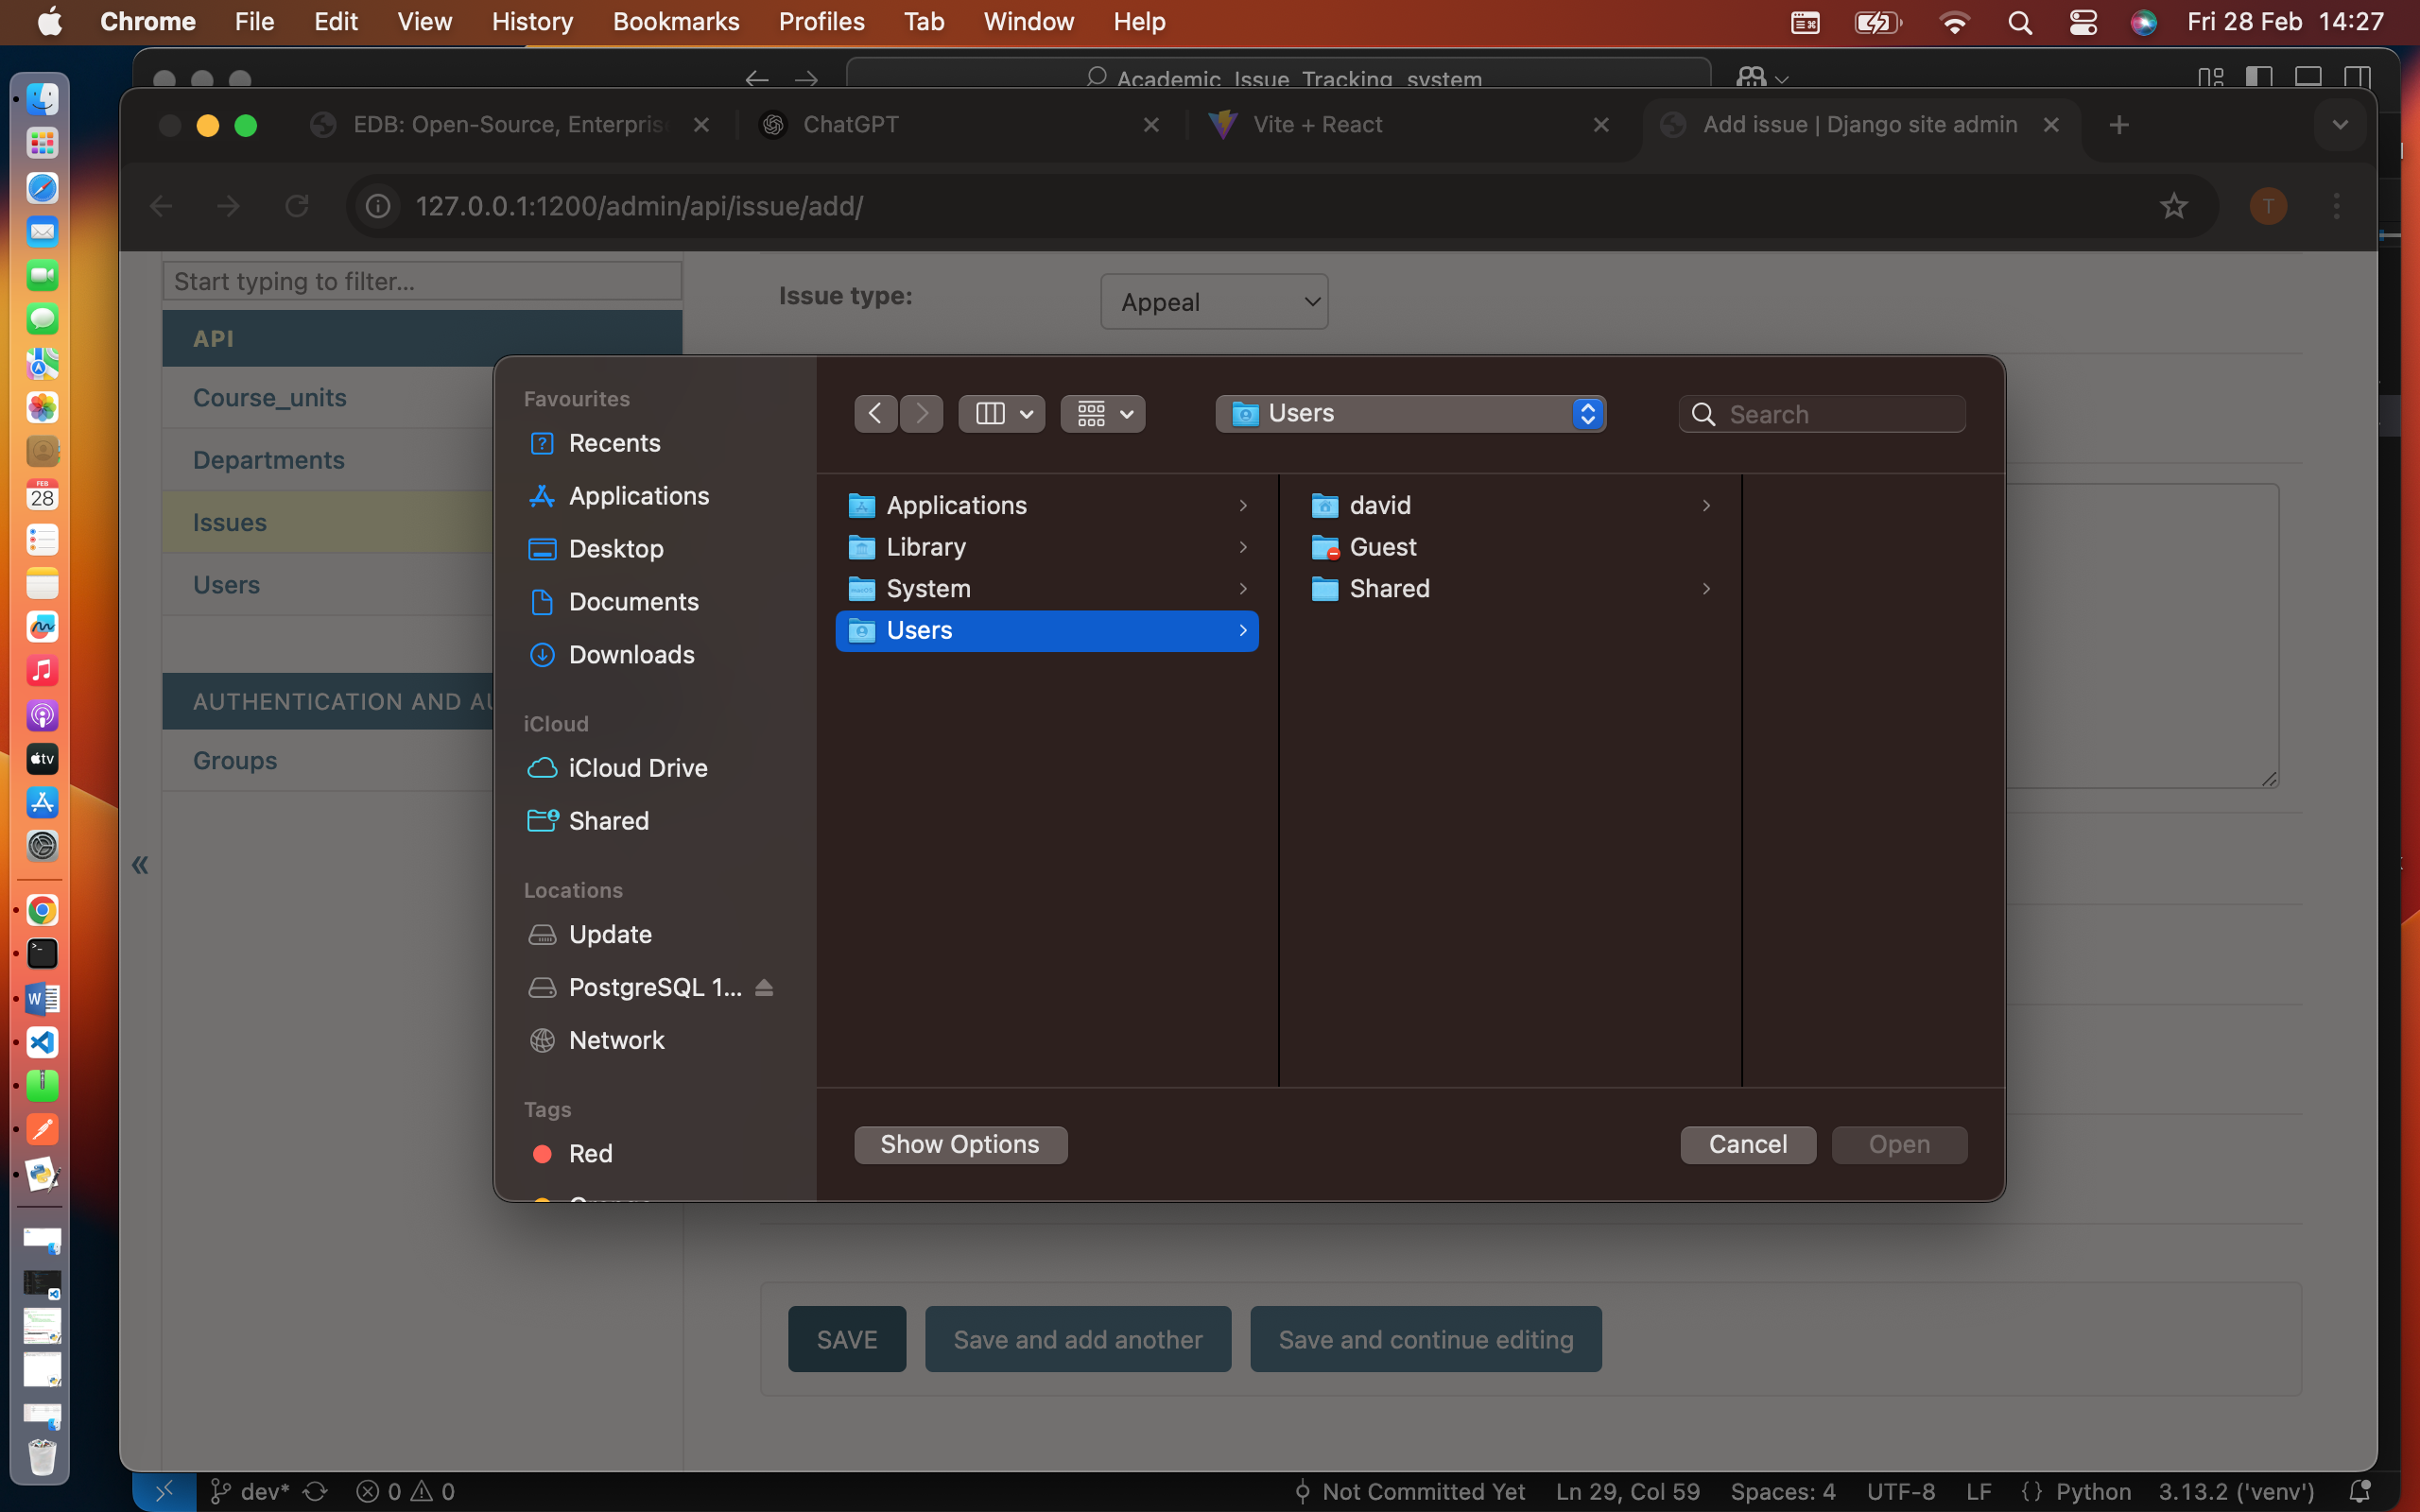 Chrome File Edit View History Bookmarks Profiles Tab Window Help Fri 28 Feb 14:27
Academic_Issue_Tracking_system
EDB: Open-Source, Enterpris ChatGPT Vite + React Add issue | Django site admin
127.0.0.1:1200/admin/api/issue/add/ T
Start typing to filter...
Issue type: Appeal
API
Course_units
Departments
Issues
Users
AUTHENTICATION AND AU
Groups
Favourites
Recents
Applications
Desktop
Documents
Downloads
iCloud
iCloud Drive
Shared
Locations
Update
PostgreSQL 1...
Network
Tags
Red
Users
Search
Applications
Library
System
Users
david
Guest
Shared
Show Options Cancel Open
SAVE Save and add another Save and continue editing
FEB
28
tv
W
dev* 0 0 Not Committed Yet Ln 29, Col 59 Spaces: 4 UTF-8 LF {} Python 3.13.2 ('venv')